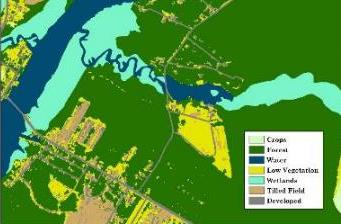 Crops
Forest
Water
Low Vegetation
Wetlands
Tilled Field
Developed